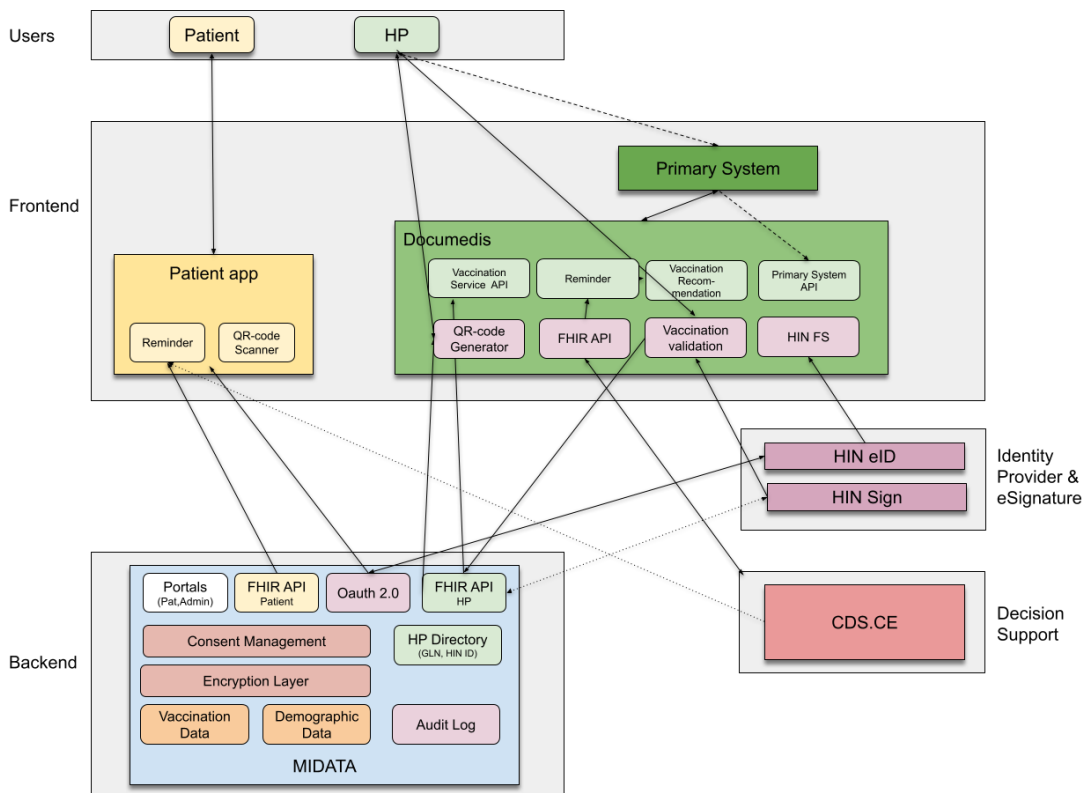 Users
Patient
HP
Frontend
Primary System
Documedis
Vaccination
Service API
Reminder
Vaccination
Recom-
mendation
Primary System
API
QR-code
Generator
FHIR API
Vaccination
validation
HIN FS
Patient app
Reminder
QR-code
Scanner
HIN eID
HIN Sign
Identity
Provider &
eSignature
Backend
Portals
(Pat,Admin)
FHIR API
Patient
Oauth 2.0
FHIR API
HP
Consent Management
HP Directory
(GLN, HIN ID)
Encryption Layer
Vaccination
Data
Demographic
Data
Audit Log
MIDATA
CDS.CE
Decision
Support